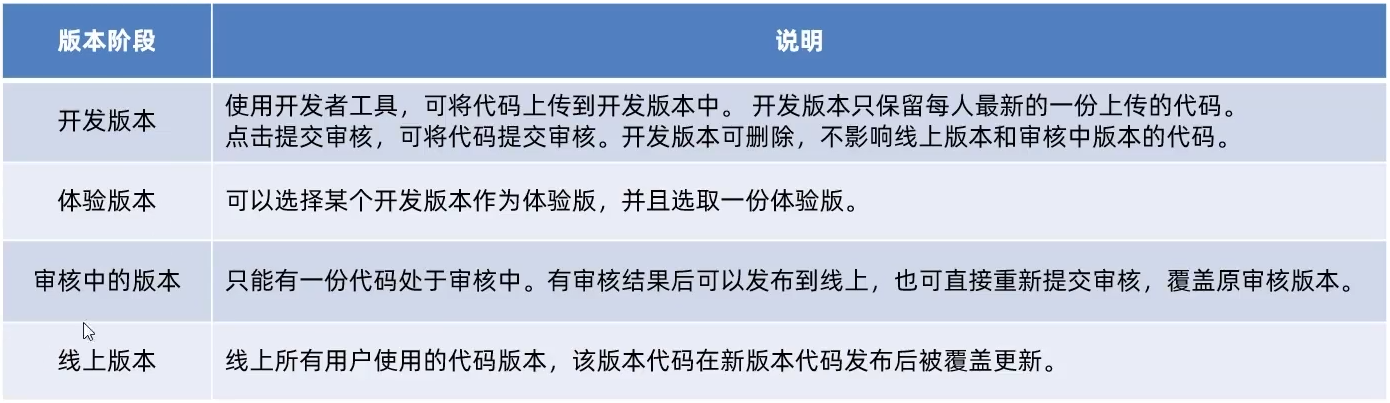 版本阶段 说明
开发版本 使用开发者工具，可将代码上传到开发版本中。 开发版本只保留每人最新的一份上传的代码。
点击提交审核，可将代码提交审核。开发版本可删除，不影响线上版本和审核中版本的代码。
体验版本 可以选择某个开发版本作为体验版，并且选取一份体验版。
审核中的版本 只能有一份代码处于审核中。有审核结果后可以发布到线上，也可直接重新提交审核，覆盖原审核版本。
线上版本 线上所有用户使用的代码版本，该版本代码在新版本代码发布后被覆盖更新。